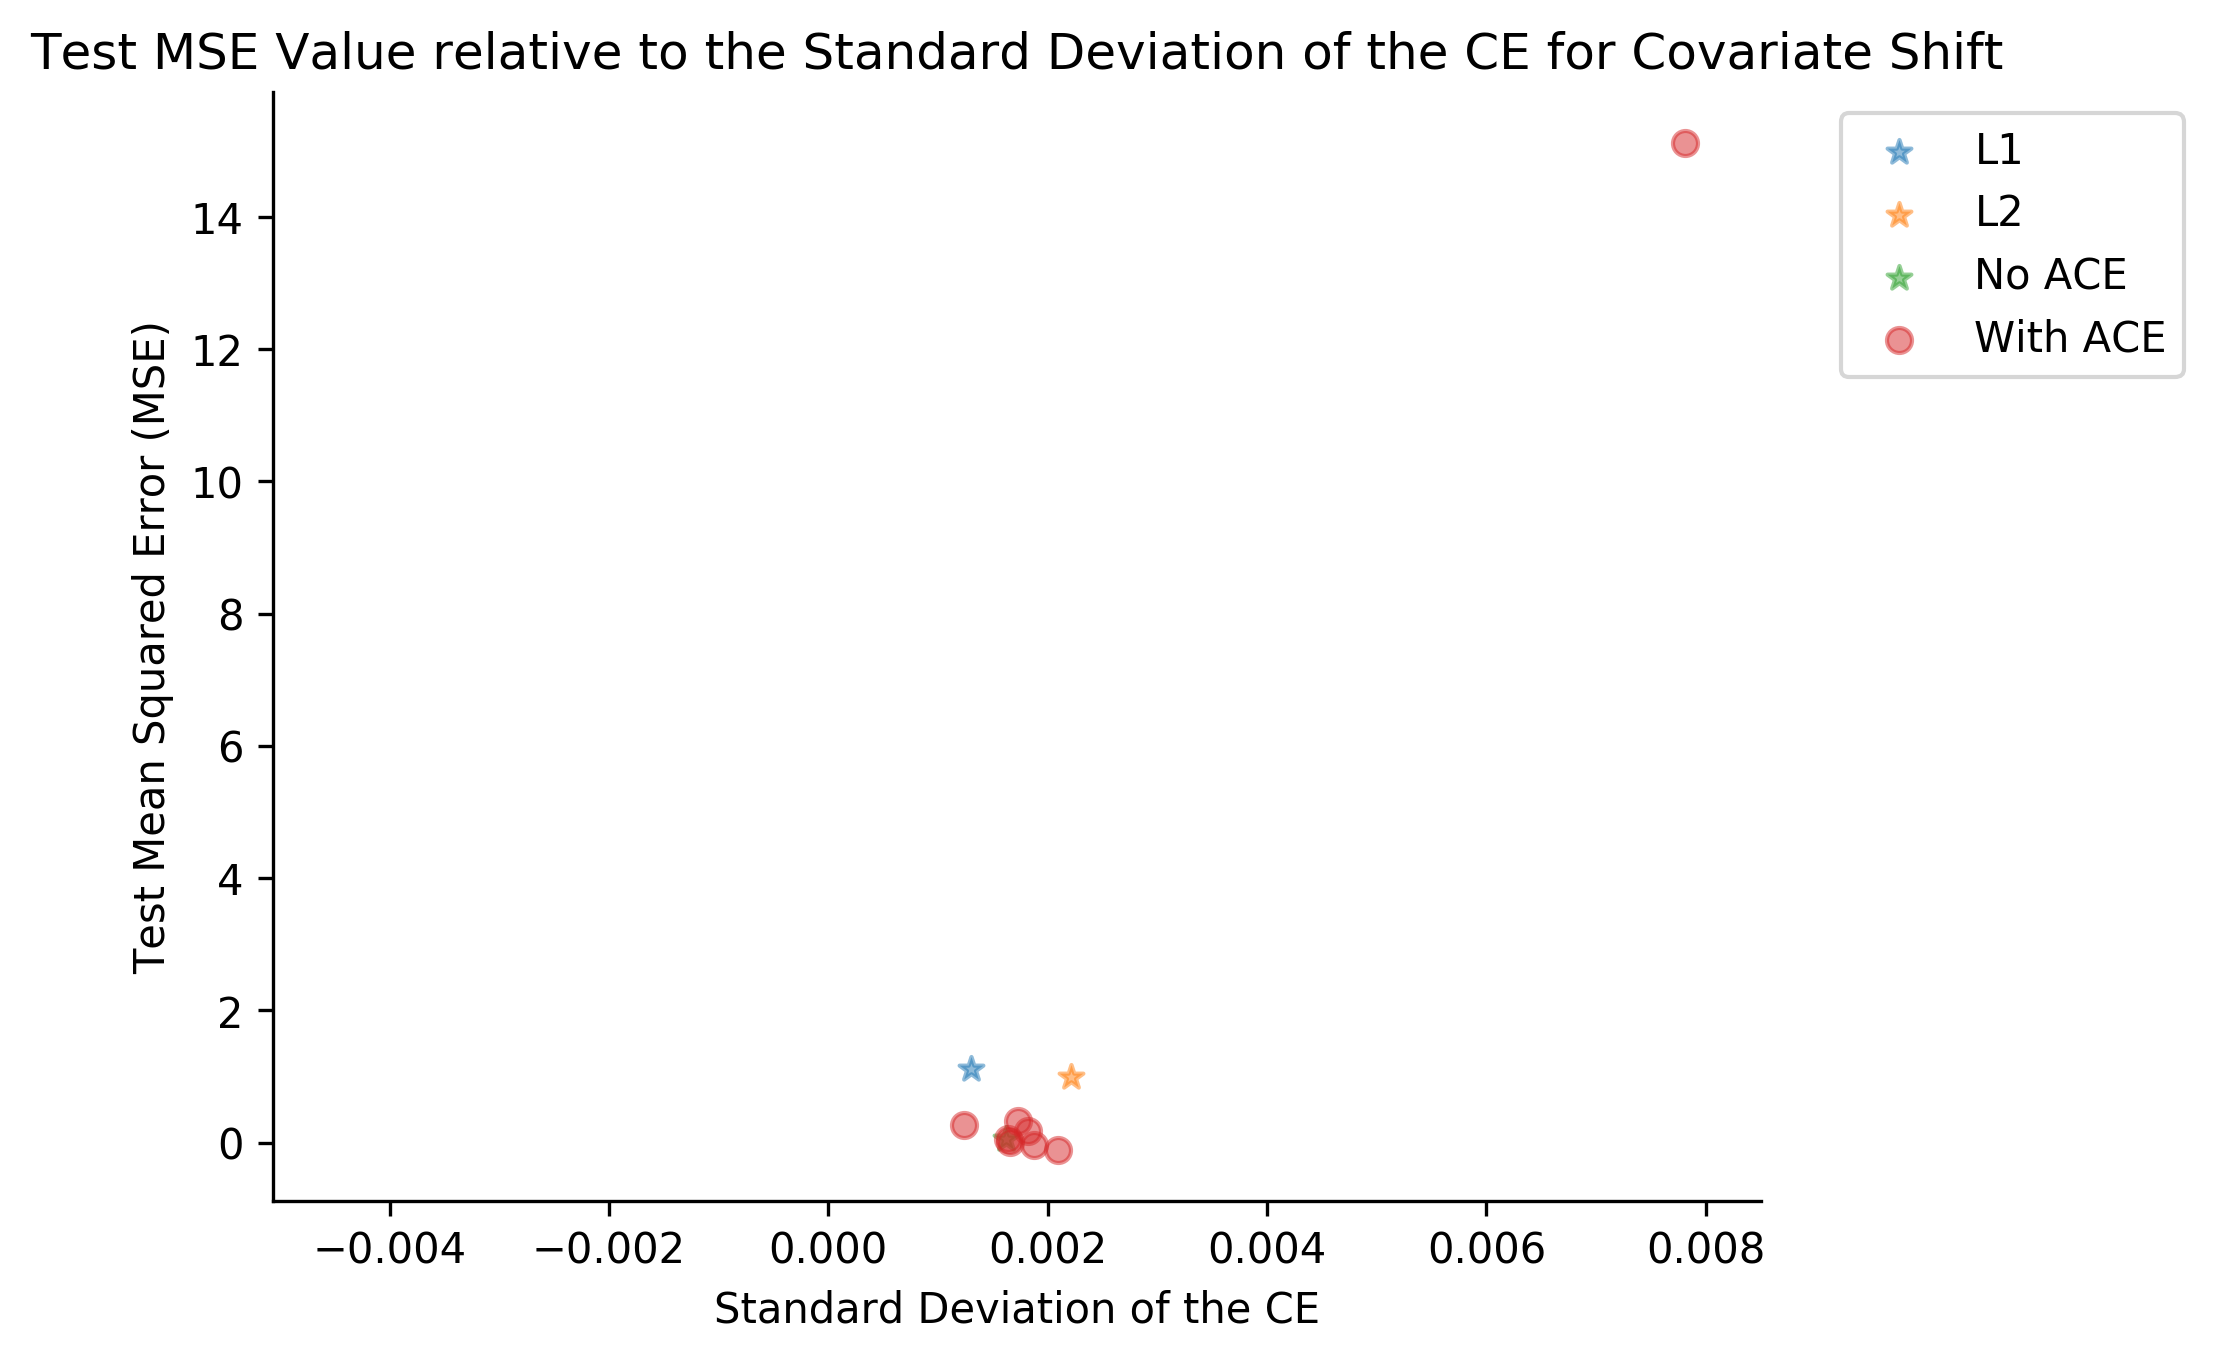 Test MSE Value relative to the Standard Deviation of the CE for Covariate Shift
L1
L2
No ACE
With ACE
Test Mean Squared Error (MSE)
14
12
10
8
6
4
2
0
−0.004 −0.002 0.000 0.002 0.004 0.006 0.008
Standard Deviation of the CE